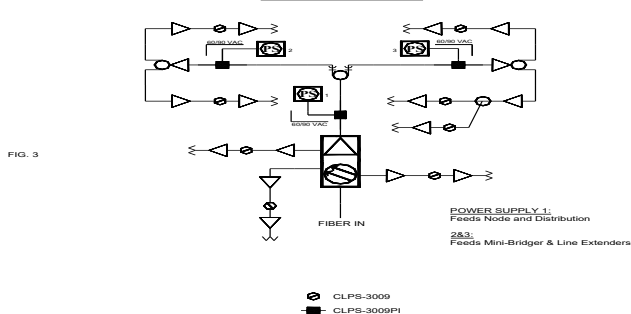 60/90 VAC
PS
2
3
PS
60/90 VAC
PS
1
60/90 VAC
FIG. 3
FIBER IN
POWER SUPPLY 1:
Feeds Node and Distribution
2&3:
Feeds Mini-Bridger & Line Extenders
CLPS-3009
CLPS-3009PI